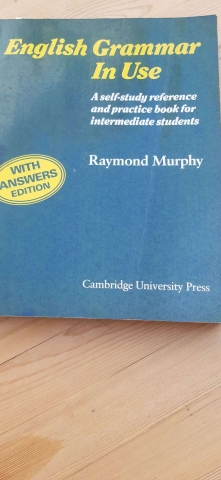 English Grammar
In Use
A self-study reference
and practice book for
intermediate students
Raymond Murphy
WITH
ANSWERS
EDITION
Cambridge University Press